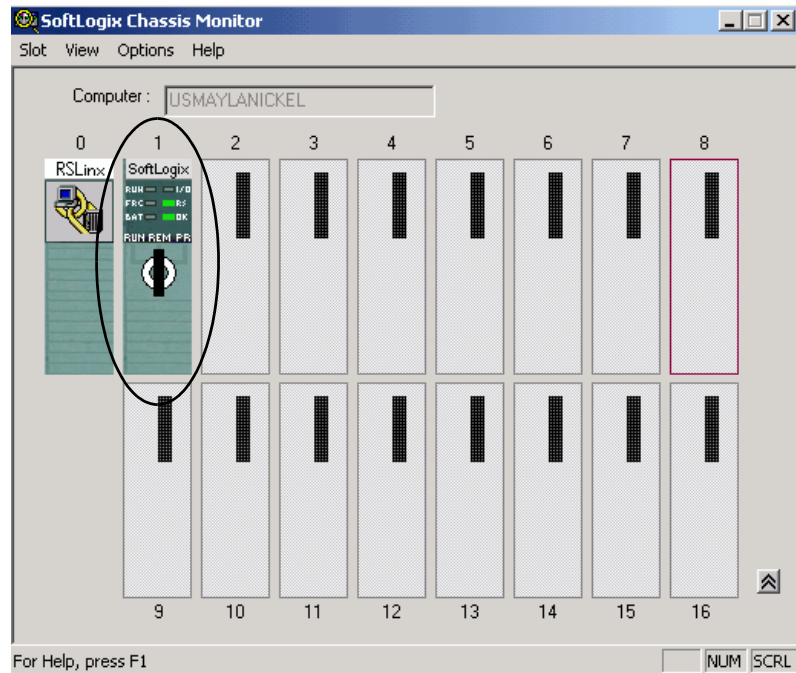 SoftLogix Chassis Monitor
Slot View Options Help
Computer : USMAYLANICKEL
0 1 2 3 4 5 6 7 8
RSLinx SoftLogix
RUN I/O
FRC RS
BAT OK
RUN REM PR
9 10 11 12 13 14 15 16
For Help, press F1 NUM SCRL